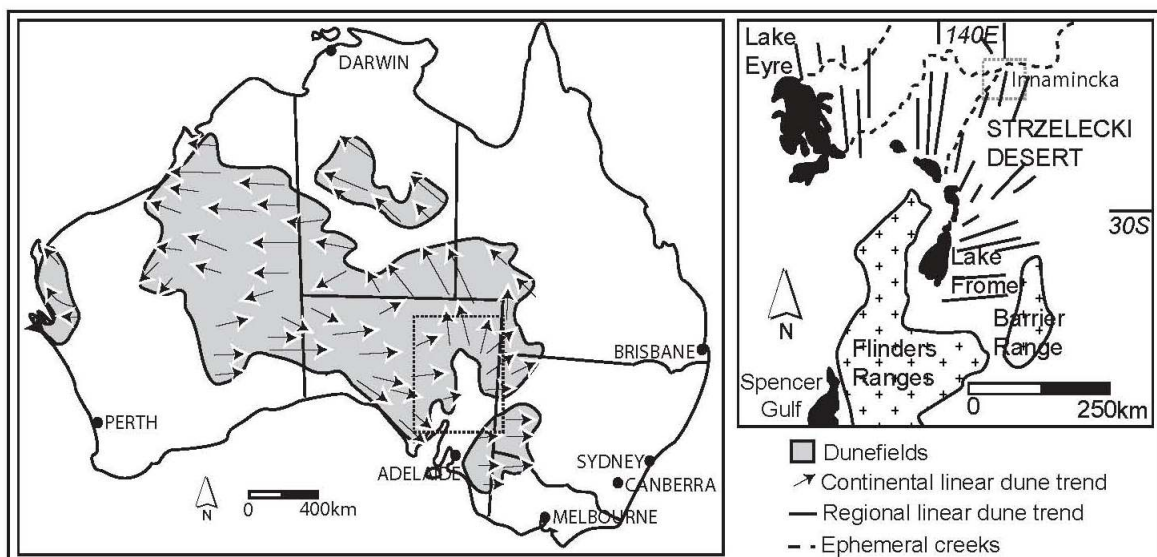 DARWIN
BRISBANE
PERTH
ADELAIDE
SYDNEY
CANBERRA
MELBOURNE
N
0 400km
Lake
Eyre
140E
Innamincka
STRZELECKI
DESERT
30S
Lake
Frome
N
Barrier
Range
Flinders
Ranges
Spencer
Gulf
0 250km
Dunefields
Continental linear dune trend
Regional linear dune trend
Ephemeral creeks